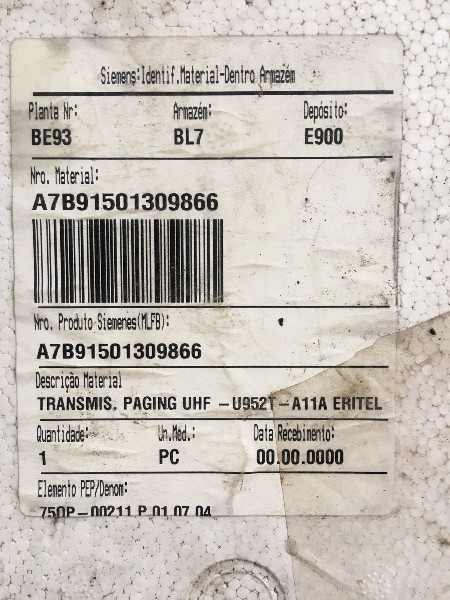 Siemens:Identif.Material-Dentro Armazém
Planta Nr: Armazém: Depósito:
BE93 BL7 E900
Nro. Material:
A7B91501309866
Nro. Produto Siemenes(MLFB):
A7B91501309866
Descrição Material
TRANSMIS. PAGING UHF -U952T-A11A ERITEL
Quantidade: Un.Med.: Data Recebimento:
1 PC 00.00.0000
Elemento PEP/Denom:
750P-00211 P 01 07 04